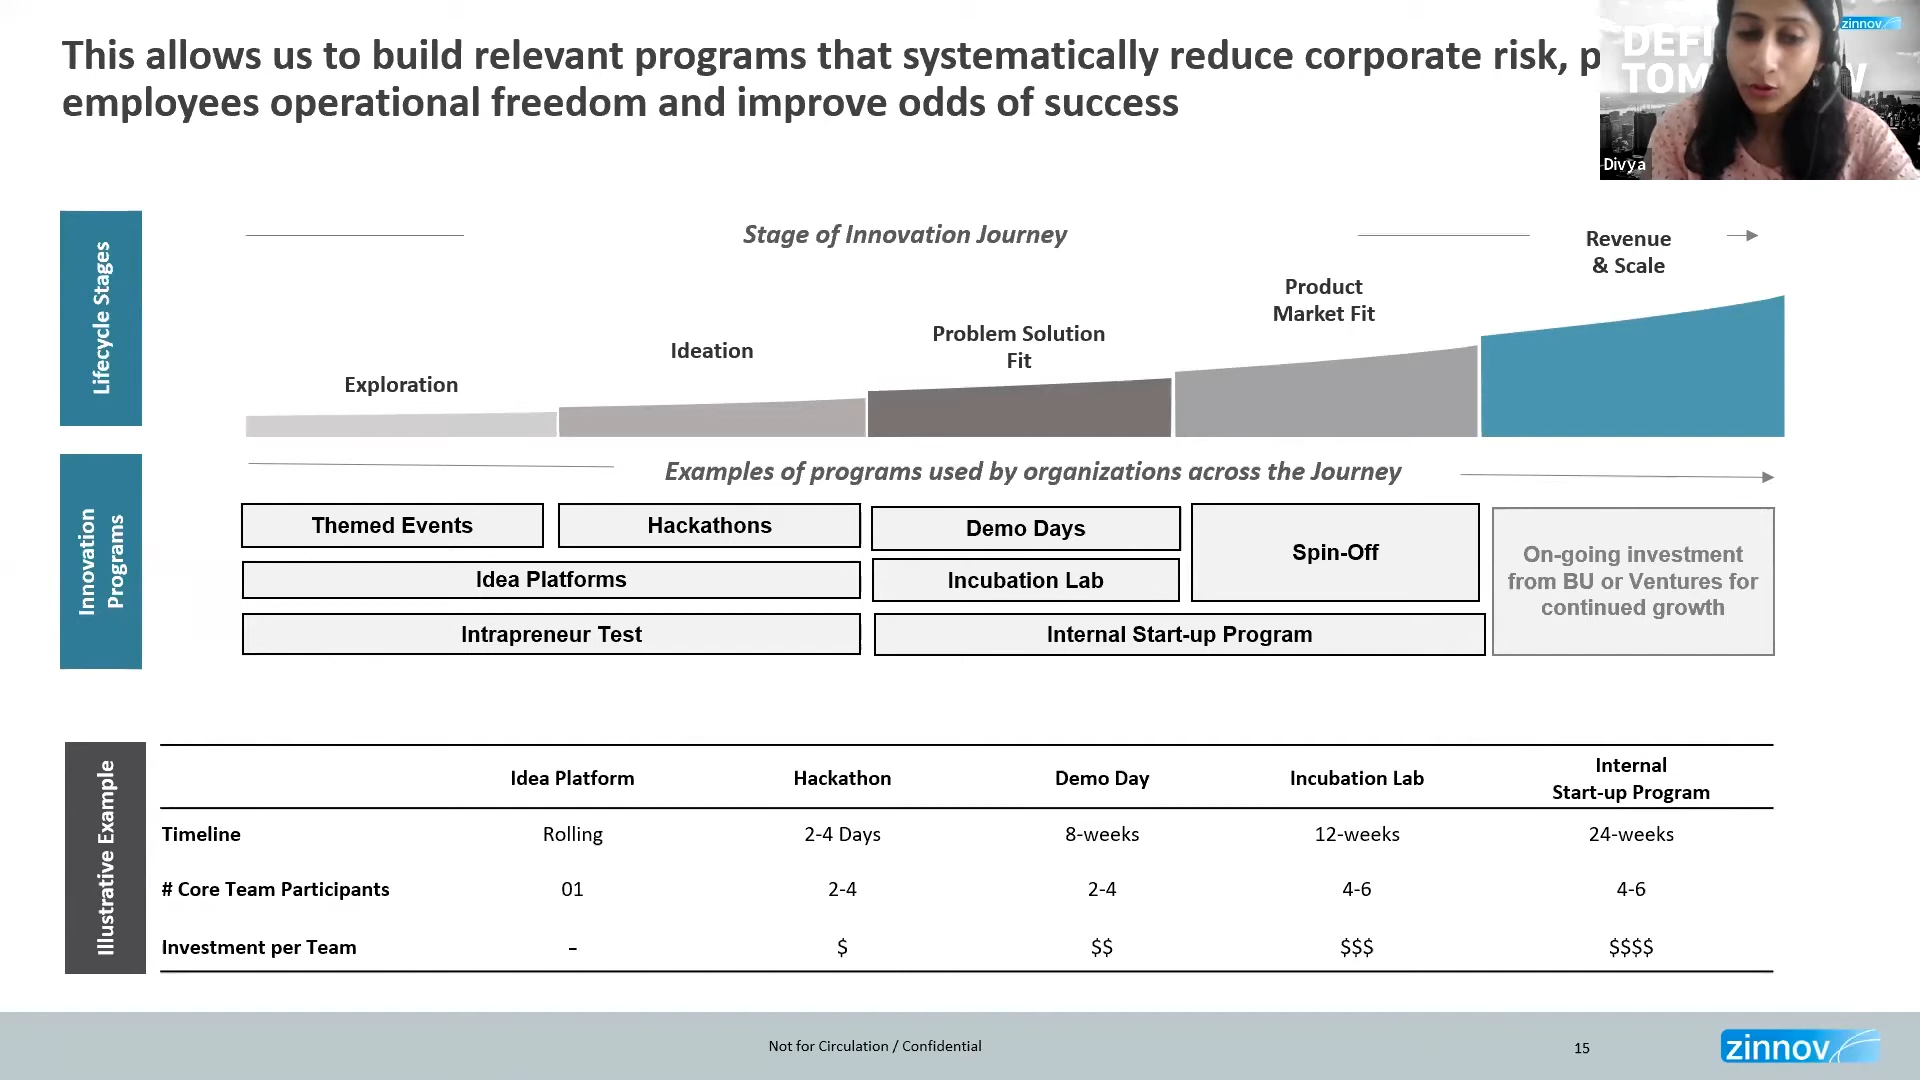 This allows us to build relevant programs that systematically reduce corporate risk,
employees operational freedom and improve odds of success
zinnov
Divya
Lifecycle Stages
Stage of Innovation Journey
Exploration
Ideation
Problem Solution
Fit
Product
Market Fit
Revenue
& Scale
Innovation
Programs
Examples of programs used by organizations across the Journey
Themed Events
Hackathons
Demo Days
Spin-Off
Idea Platforms
Incubation Lab
Intrapreneur Test
Internal Start-up Program
On-going investment
from BU or Ventures for
continued growth
Illustrative Example
Idea Platform Hackathon Demo Day Incubation Lab Internal
Start-up Program
Timeline Rolling 2-4 Days 8-weeks 12-weeks 24-weeks
# Core Team Participants 01 2-4 2-4 4-6 4-6
Investment per Team – $ $$ $$$ $$$$
Not for Circulation / Confidential
15
zinnov